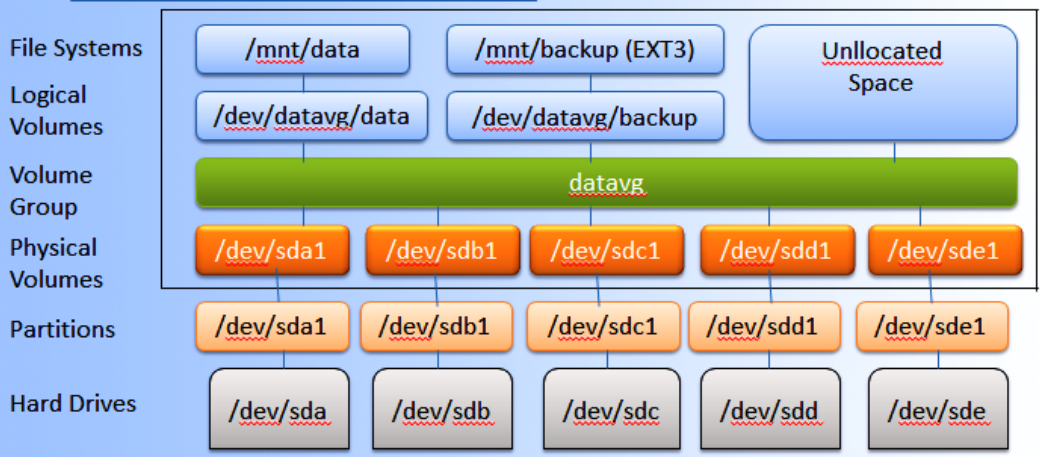 File Systems
/mnt/data
/mnt/backup (EXT3)
Unllocated
Space
Logical
Volumes
/dev/datavg/data
/dev/datavg/backup
Volume
Group
datavg
Physical
Volumes
/dev/sda1
/dev/sdb1
/dev/sdc1
/dev/sdd1
/dev/sde1
Partitions
/dev/sda1
/dev/sdb1
/dev/sdc1
/dev/sdd1
/dev/sde1
Hard Drives
/dev/sda
/dev/sdb
/dev/sdc
/dev/sdd
/dev/sde